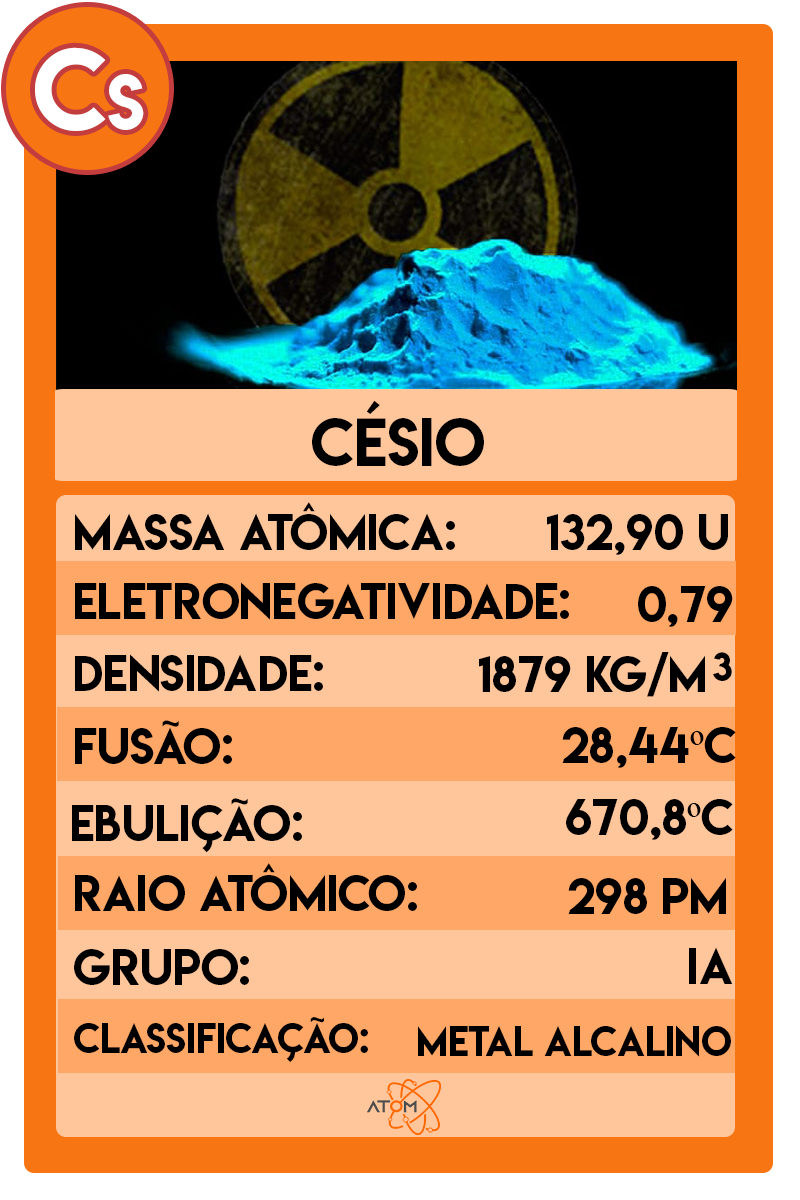 Cs
CÉSIO
MASSA ATÔMICA: 132,90 U
ELETRONEGATIVIDADE: 0,79
DENSIDADE: 1879 KG/M³
FUSÃO: 28,44ºC
EBULIÇÃO: 670,8ºC
RAIO ATÔMICO: 298 PM
GRUPO: IA
CLASSIFICAÇÃO: METAL ALCALINO
ATOM